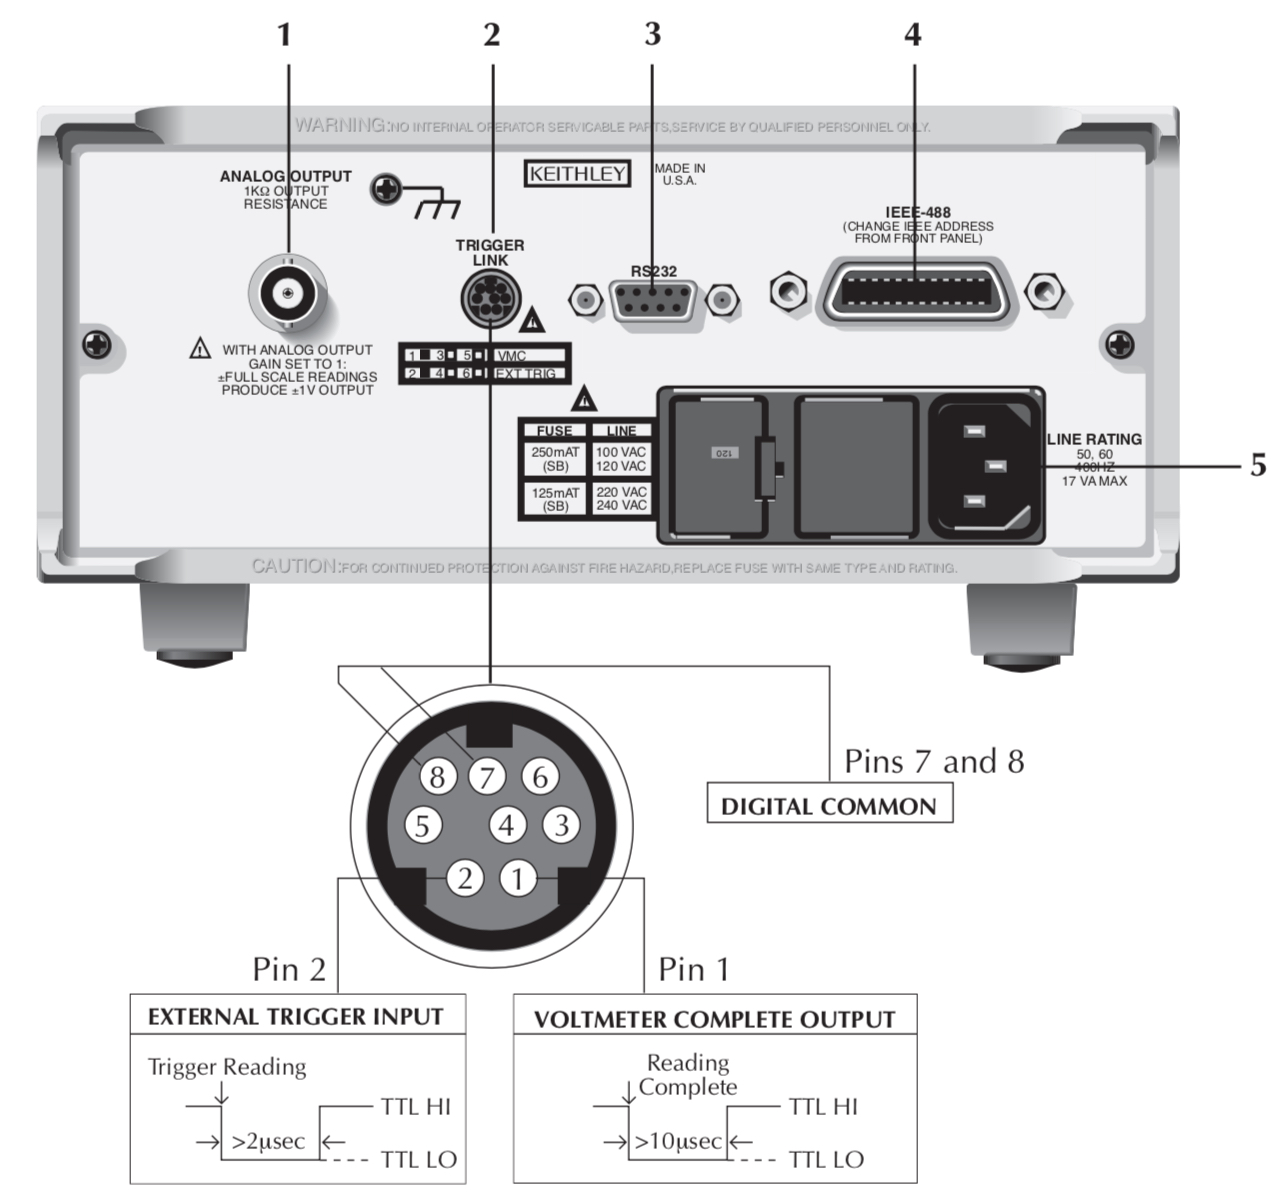 1
2
3
4
WARNING:NO INTERNAL OPERATOR SERVICABLE PARTS,SERVICE BY QUALIFIED PERSONNEL ONLY.
ANALOG OUTPUT
1KΩ OUTPUT
RESISTANCE
KEITHLEY
MADE IN
U.S.A.
TRIGGER
LINK
RS232
IEEE-488
(CHANGE IEEE ADDRESS
FROM FRONT PANEL)
WITH ANALOG OUTPUT
GAIN SET TO 1:
±FULL SCALE READINGS
PRODUCE ±1V OUTPUT
1 3 5 VMC
2 4 6 EXT TRIG
FUSE LINE
250mAT
(SB)
100 VAC
120 VAC
125mAT
(SB)
220 VAC
240 VAC
120
LINE RATING
50, 60
400HZ
17 VA MAX
5
CAUTION:FOR CONTINUED PROTECTION AGAINST FIRE HAZARD,REPLACE FUSE WITH SAME TYPE AND RATING.
8 7 6
5 4 3
2 1
Pins 7 and 8
DIGITAL COMMON
Pin 2
EXTERNAL TRIGGER INPUT
Trigger Reading
TTL HI
>2μsec
TTL LO
Pin 1
VOLTMETER COMPLETE OUTPUT
Reading
Complete
TTL HI
>10μsec
TTL LO